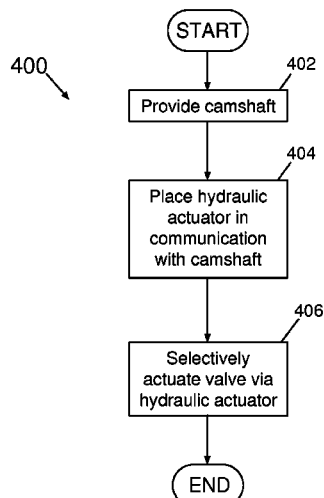 START
400
402
Provide camshaft
404
Place hydraulic
actuator in
communication
with camshaft
406
Selectively
actuate valve via
hydraulic actuator
END